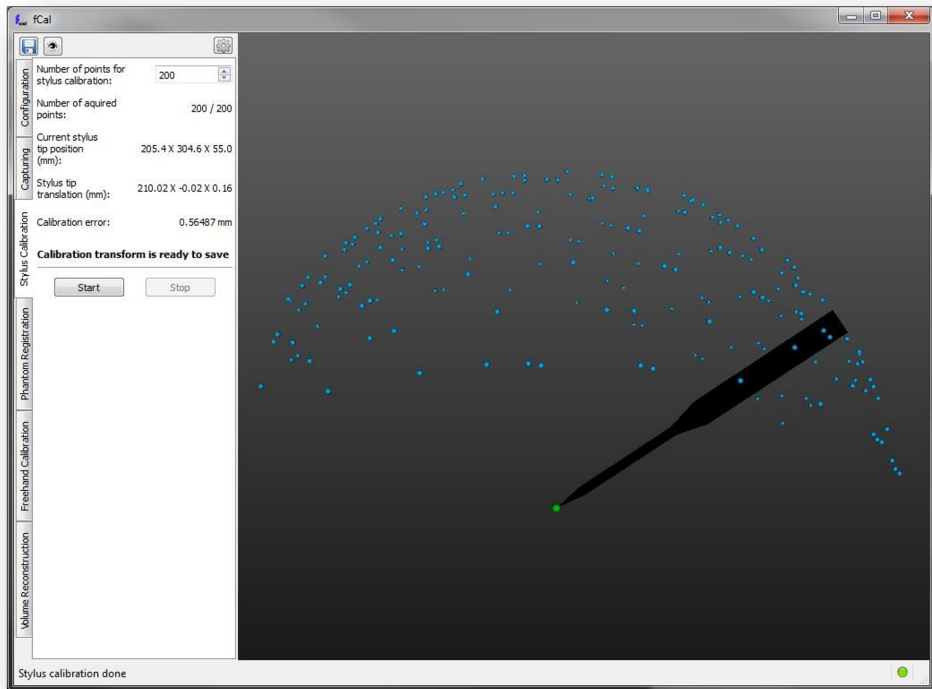 fCal
Configuration
Capturing
Stylus Calibration
Phantom Registration
Freehand Calibration
Volume Reconstruction
Number of points for
stylus calibration:
200
Number of aquired
points:
200 / 200
Current stylus
tip position
(mm):
205.4 X 304.6 X 55.0
Stylus tip
translation (mm):
210.02 X -0.02 X 0.16
Calibration error:
0.56487 mm
Calibration transform is ready to save
Start
Stop
Stylus calibration done